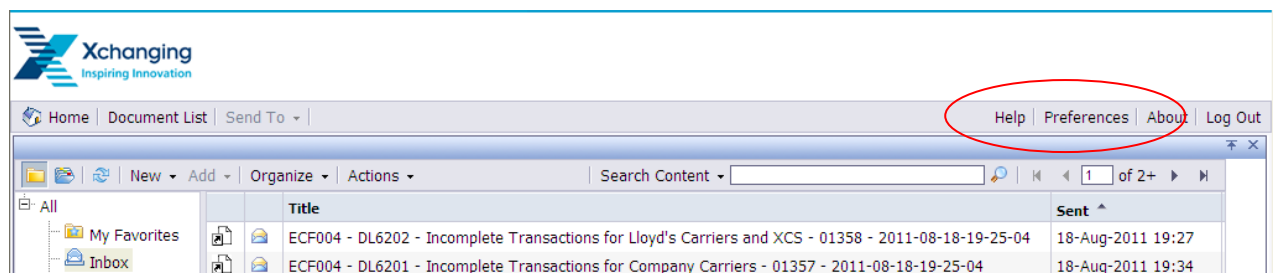 Xchanging
Inspiring Innovation
Home Document List Send To Help Preferences About Log Out
New Add Organize Actions Search Content 1 of 2+
All Title Sent
My Favorites ECF004 - DL6202 - Incomplete Transactions for Lloyd's Carriers and XCS - 01358 - 2011-08-18-19-25-04 18-Aug-2011 19:27
Inbox ECF004 - DL6201 - Incomplete Transactions for Company Carriers - 01357 - 2011-08-18-19-25-04 18-Aug-2011 19:34